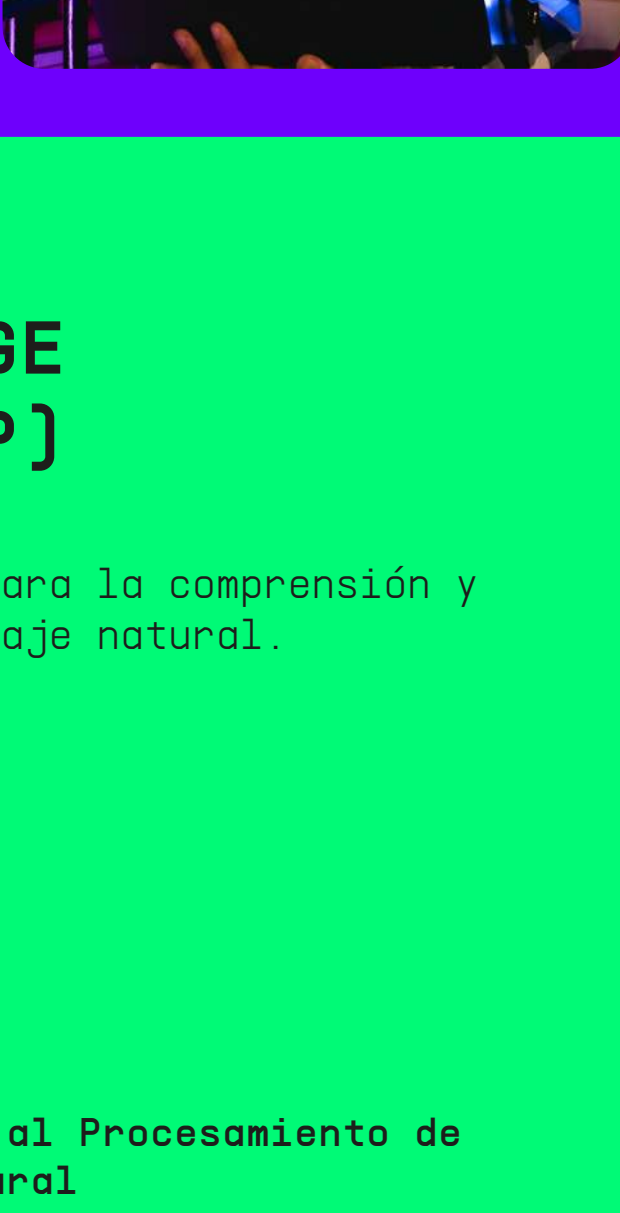 GE
P)
ara la comprensión y
aje natural.
al Procesamiento de
ural